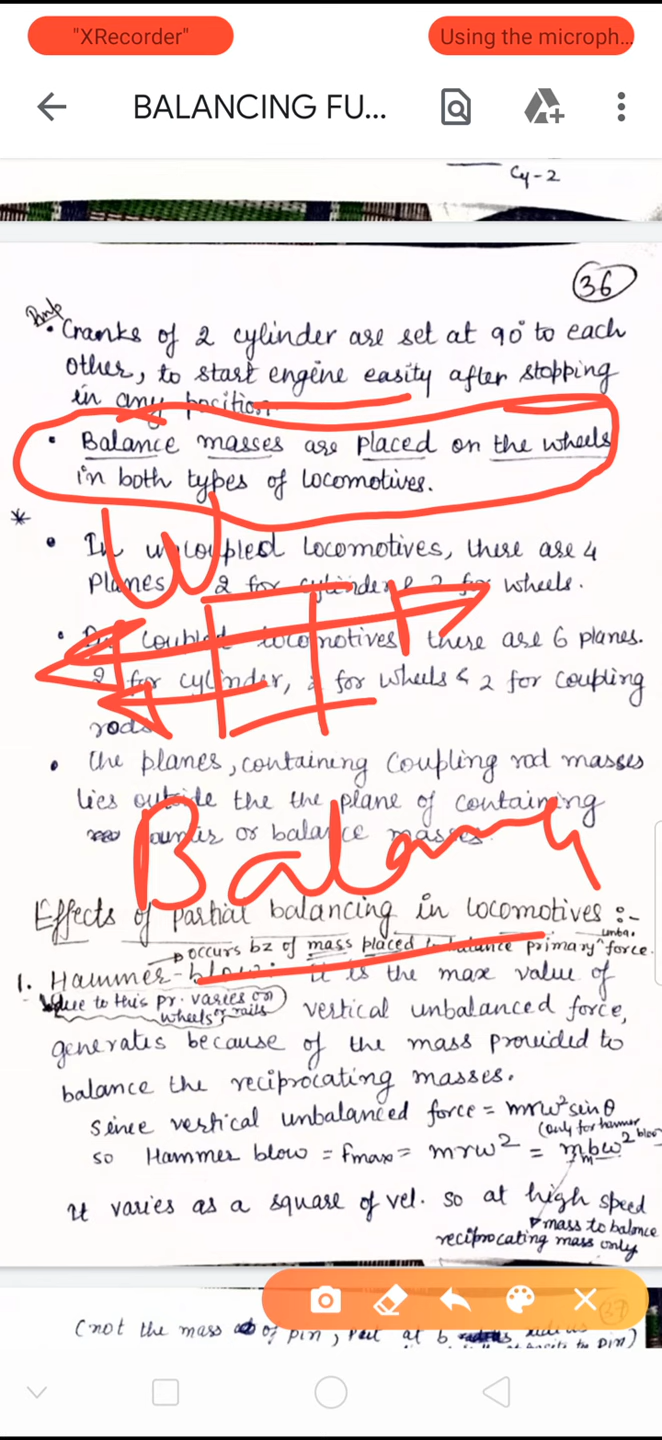 "XRecorder"
Using the microph...
BALANCING FU...
Cy-2
36
Cranks of 2 cylinder are set at 90° to each
other, to start engine easity after stopping
in any position.
• Balance masses are placed on the wheels
in both types of locomotives.
*
• In uncoupled Locomotives, there are 4
Planes 2 for cylinder & 2 for wheels.
W
• coupled locomotives there are 6 planes.
2 for cylinder, 2 for wheels & 2 for coupling
rods
• The planes, containing Coupling rod masses
lies outside the the plane of containing
or balance masses.
Balance
Effects of partial balancing in locomotives :-
occurs bz of mass placed to balance primary unba. force.
1. Hammer-blow: it is the max value of
due to this pr. varies on
wheels & rails
vertical unbalanced force,
generates because of the mass provided to
balance the reciprocating masses.
Since vertical unbalanced force = mrω² sin θ
(only for hammer blow
so Hammer blow = fmax = mrω² = mbω²
m
It varies as a square of vel. so at high speed
mass to balance
reciprocating mass only
37
(not the mass of pin, at b radius
pin)